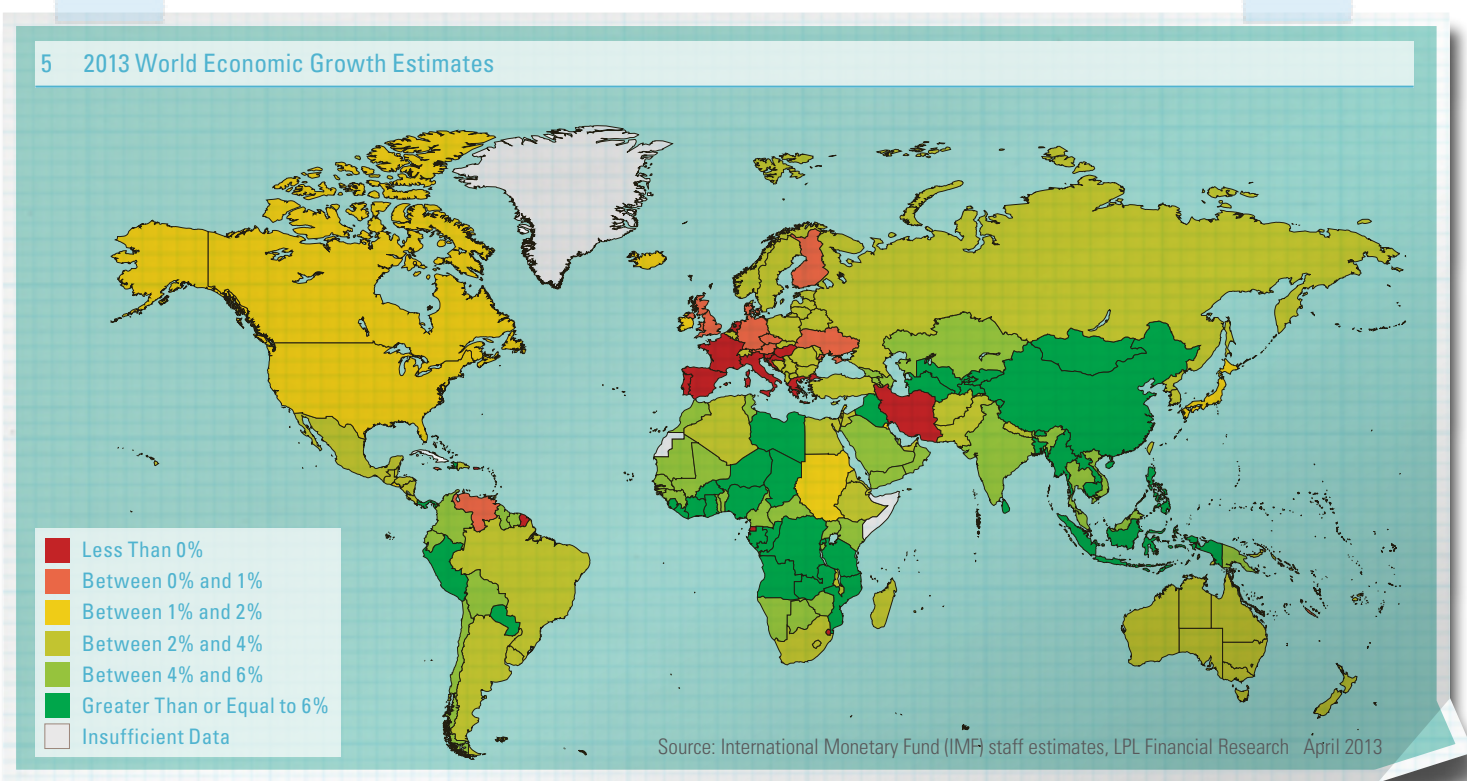 5 2013 World Economic Growth Estimates
Less Than 0%
Between 0% and 1%
Between 1% and 2%
Between 2% and 4%
Between 4% and 6%
Greater Than or Equal to 6%
Insufficient Data
Source: International Monetary Fund (IMF) staff estimates, LPL Financial Research April 2013